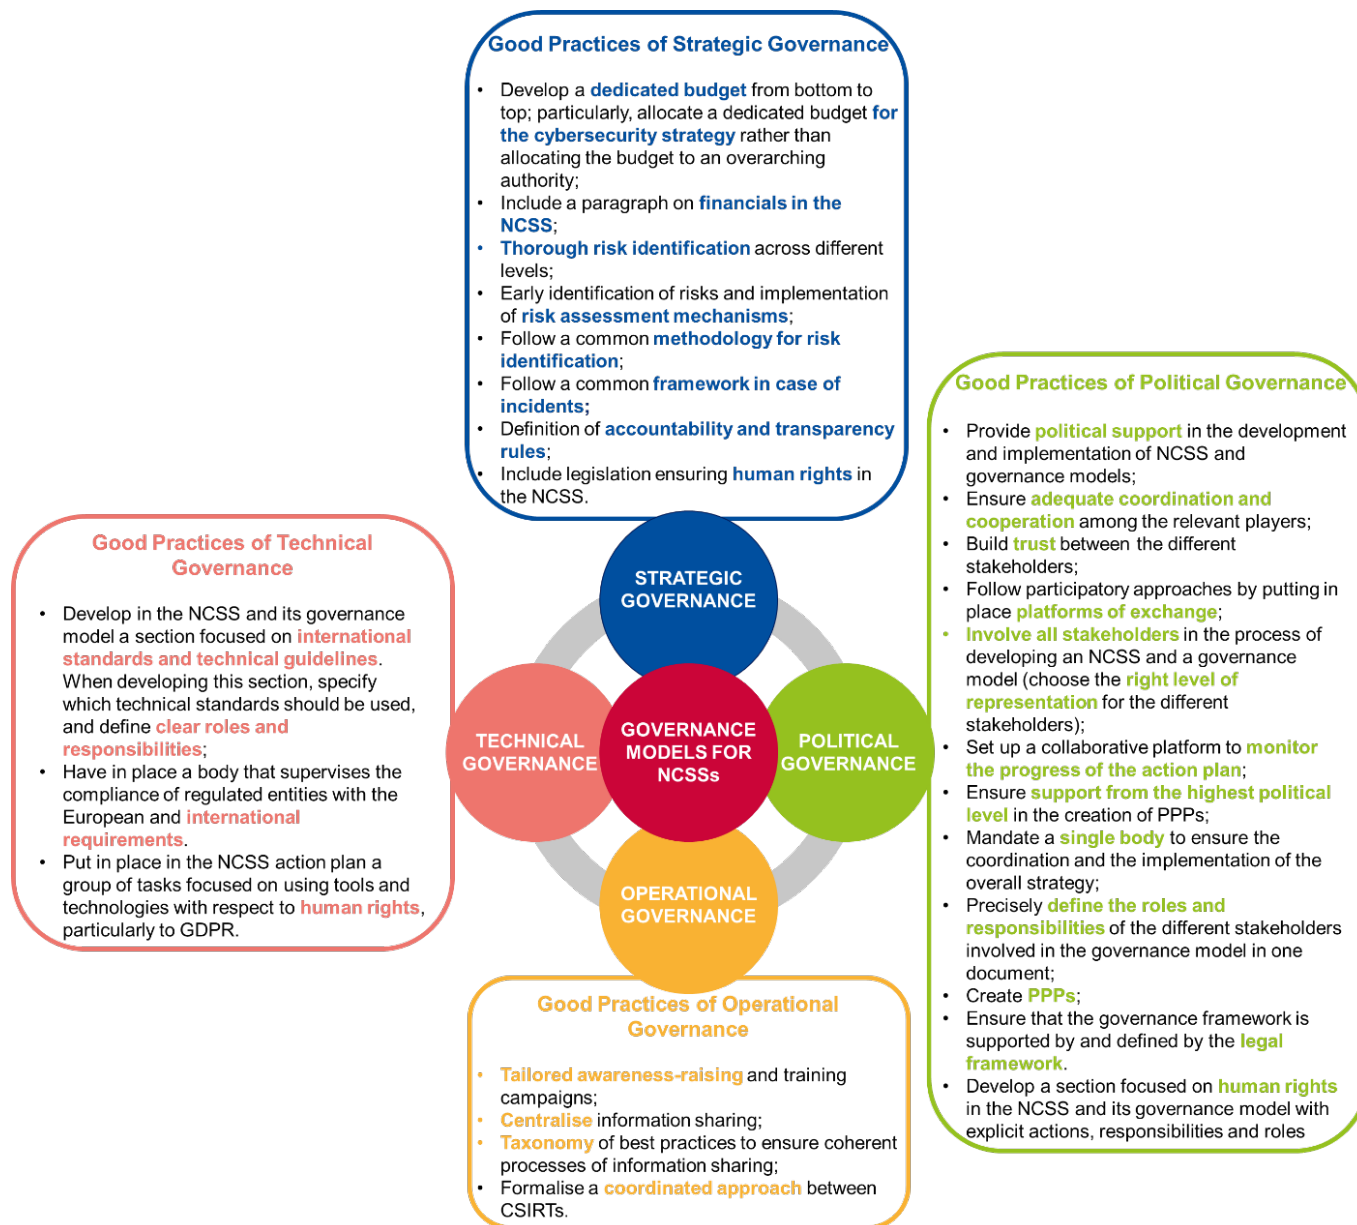 Good Practices of Strategic Governance
• Develop a dedicated budget from bottom to
top; particularly, allocate a dedicated budget for
the cybersecurity strategy rather than
allocating the budget to an overarching
authority;
• Include a paragraph on financials in the
NCSS;
• Thorough risk identification across different
levels;
• Early identification of risks and implementation
of risk assessment mechanisms;
• Follow a common methodology for risk
identification;
• Follow a common framework in case of
incidents;
• Definition of accountability and transparency
rules;
• Include legislation ensuring human rights in
the NCSS.
Good Practices of Technical
Governance
• Develop in the NCSS and its governance
model a section focused on international
standards and technical guidelines.
When developing this section, specify
which technical standards should be used,
and define clear roles and
responsibilities;
• Have in place a body that supervises the
compliance of regulated entities with the
European and international
requirements.
• Put in place in the NCSS action plan a
group of tasks focused on using tools and
technologies with respect to human rights,
particularly to GDPR.
STRATEGIC
GOVERNANCE
TECHNICAL
GOVERNANCE
GOVERNANCE
MODELS FOR
NCSSs
POLITICAL
GOVERNANCE
OPERATIONAL
GOVERNANCE
Good Practices of Political Governance
• Provide political support in the development
and implementation of NCSS and
governance models;
• Ensure adequate coordination and
cooperation among the relevant players;
• Build trust between the different
stakeholders;
• Follow participatory approaches by putting in
place platforms of exchange;
• Involve all stakeholders in the process of
developing an NCSS and a governance
model (choose the right level of
representation for the different
stakeholders);
• Set up a collaborative platform to monitor
the progress of the action plan;
• Ensure support from the highest political
level in the creation of PPPs;
• Mandate a single body to ensure the
coordination and the implementation of the
overall strategy;
• Precisely define the roles and
responsibilities of the different stakeholders
involved in the governance model in one
document;
• Create PPPs;
• Ensure that the governance framework is
supported by and defined by the legal
framework.
• Develop a section focused on human rights
in the NCSS and its governance model with
explicit actions, responsibilities and roles
Good Practices of Operational
Governance
• Tailored awareness-raising and training
campaigns;
• Centralise information sharing;
• Taxonomy of best practices to ensure coherent
processes of information sharing;
• Formalise a coordinated approach between
CSIRTs.